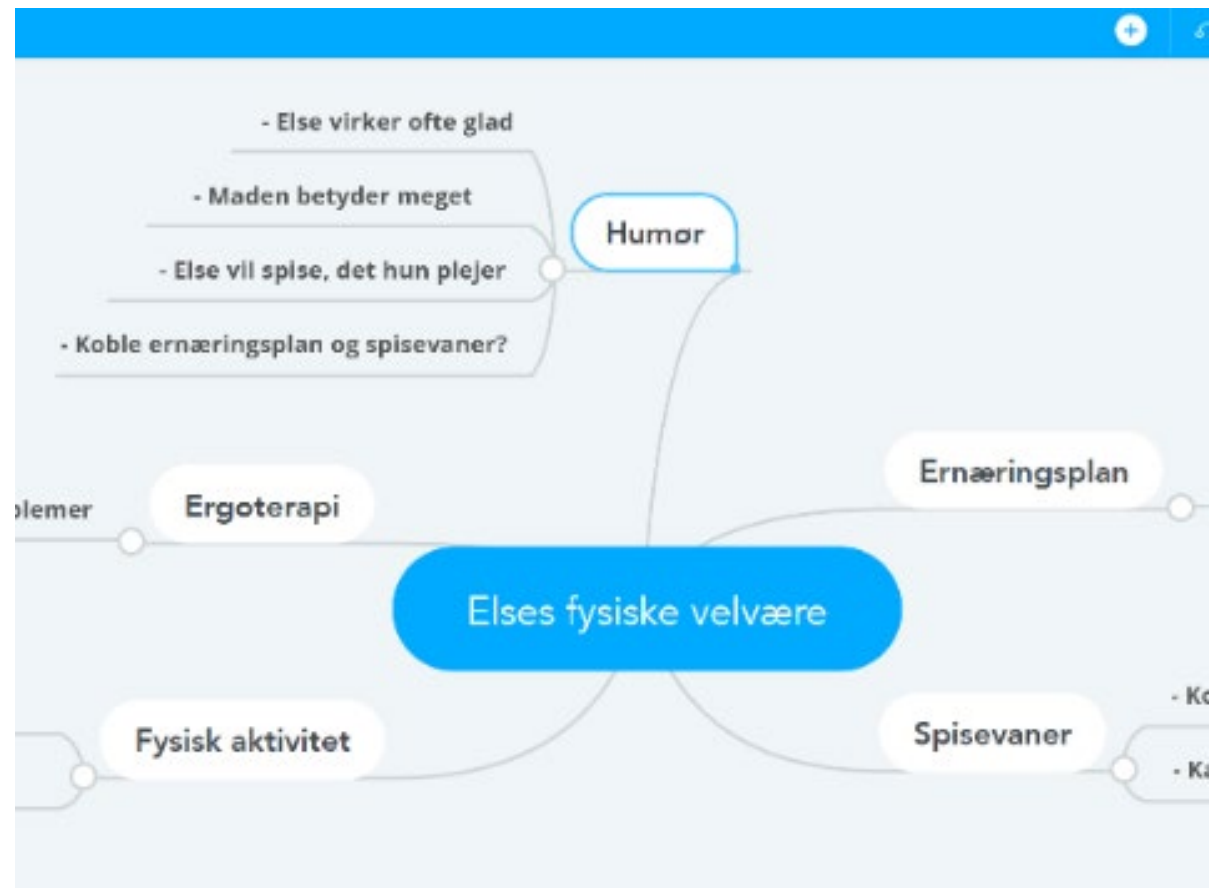 - Else virker ofte glad
- Maden betyder meget
Humør
- Else vil spise, det hun plejer
- Koble ernæringsplan og spisevaner?
Ernæringsplan
Ergoterapi
Elses fysiske velvære
Fysisk aktivitet
Spisevaner